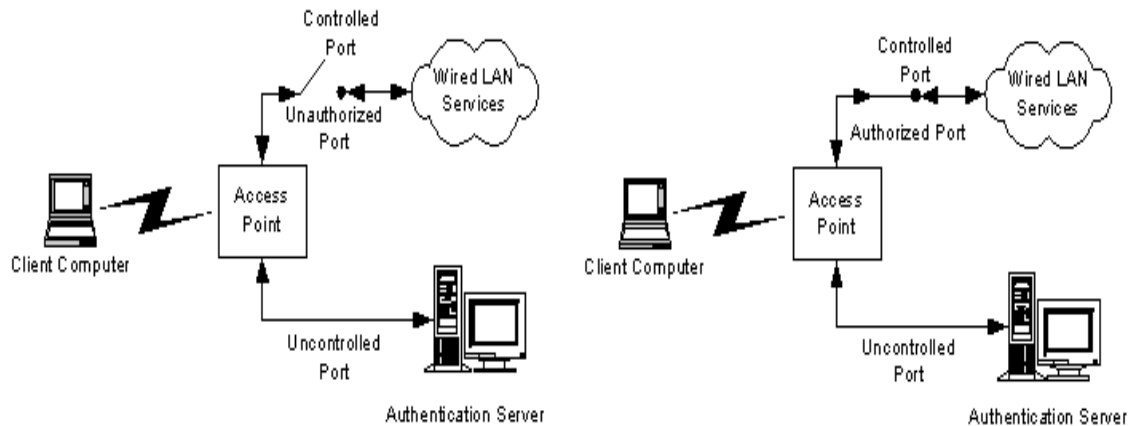 Controlled
Port
Wired LAN
Services
Unauthorized
Port
Access
Point
Client Computer
Uncontrolled
Port
Authentication Server
Controlled
Port
Wired LAN
Services
Authorized Port
Access
Point
Client Computer
Uncontrolled
Port
Authentication Server